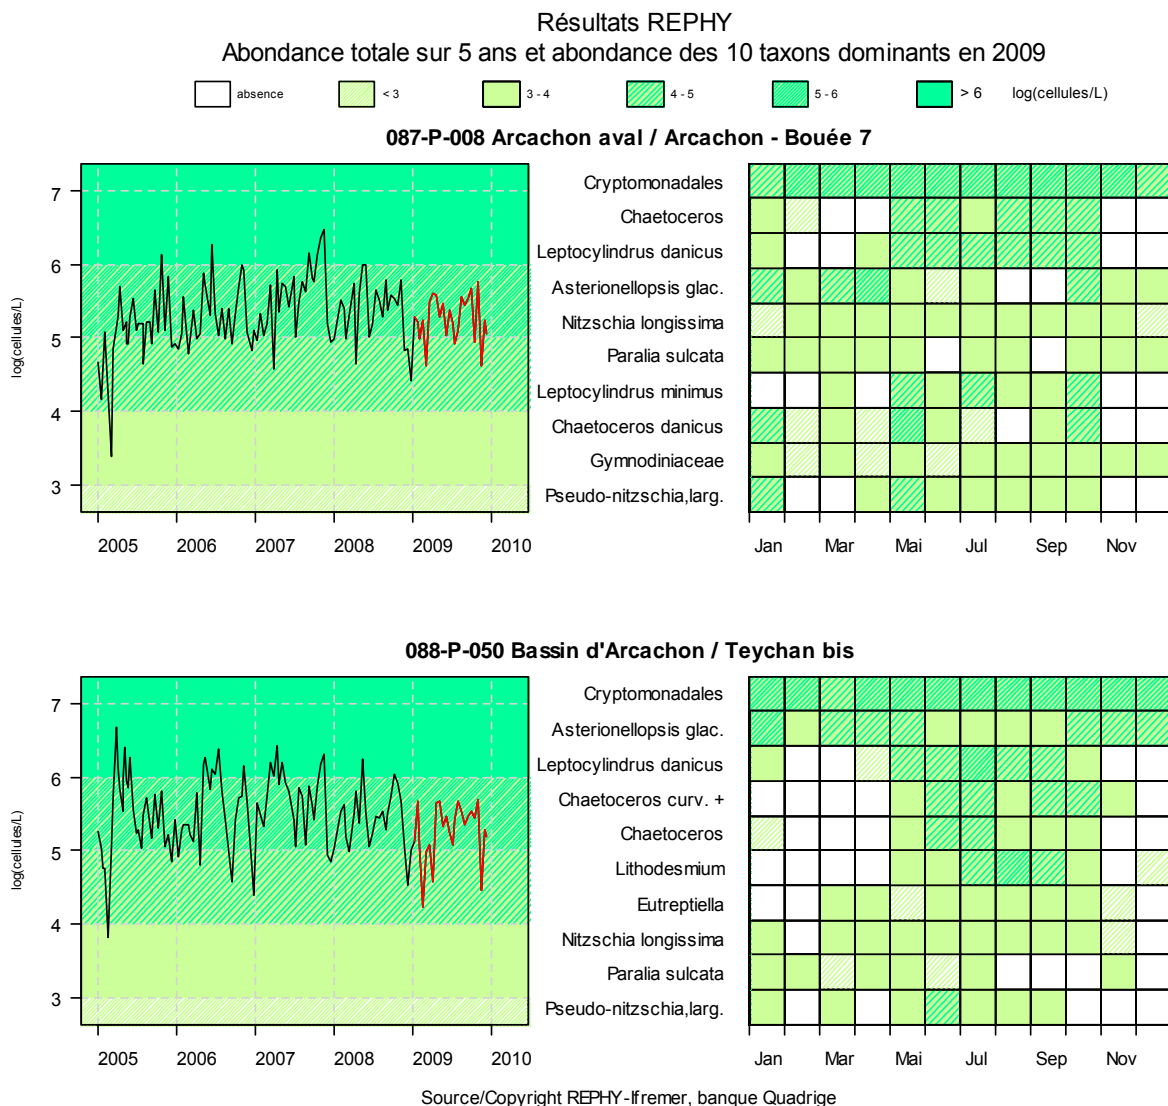 Résultats REPHY
Abondance totale sur 5 ans et abondance des 10 taxons dominants en 2009
absence < 3 3 - 4 4 - 5 5 - 6 > 6 log(cellules/L)
087-P-008 Arcachon aval / Arcachon - Bouée 7
log(cellules/L)
7
6
5
4
3
2005 2006 2007 2008 2009 2010
Cryptomonadales
Chaetoceros
Leptocylindrus danicus
Asterionellopsis glac.
Nitzschia longissima
Paralia sulcata
Leptocylindrus minimus
Chaetoceros danicus
Gymnodiniaceae
Pseudo-nitzschia,larg.
Jan Mar Mai Jul Sep Nov
088-P-050 Bassin d'Arcachon / Teychan bis
log(cellules/L)
7
6
5
4
3
2005 2006 2007 2008 2009 2010
Cryptomonadales
Asterionellopsis glac.
Leptocylindrus danicus
Chaetoceros curv. +
Chaetoceros
Lithodesmium
Eutreptiella
Nitzschia longissima
Paralia sulcata
Pseudo-nitzschia,larg.
Jan Mar Mai Jul Sep Nov
Source/Copyright REPHY-Ifremer, banque Quadrige